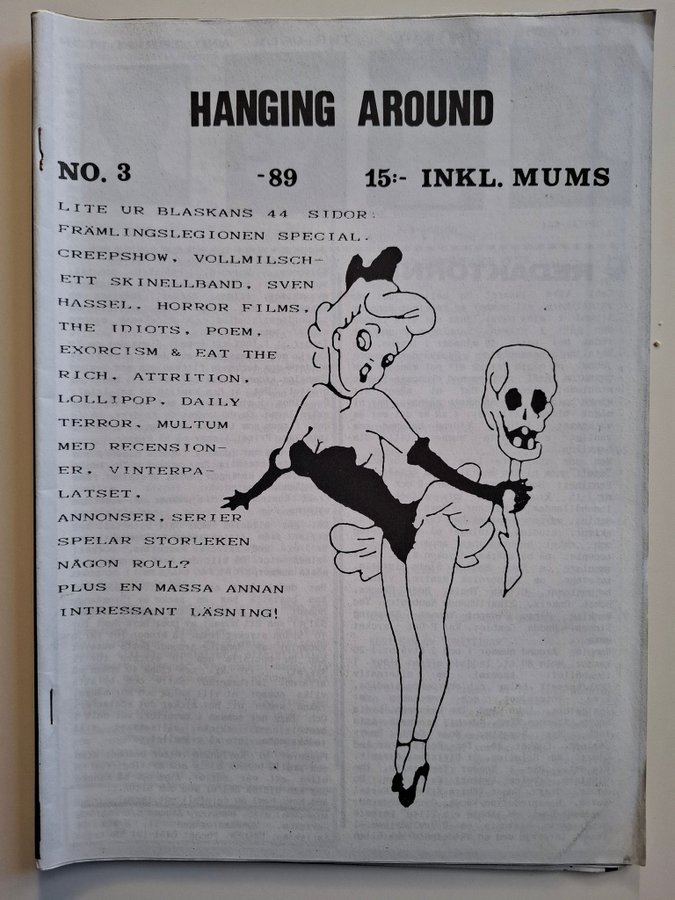 HANGING AROUND
NO. 3 -89 15:- INKL. MUMS
LITE UR BLASKANS 44 SIDOR:
FRÄMLINGSLEGIONEN SPECIAL.
CREEPSHOW. VOLLMILSCH-
ETT SKINELLBAND. SVEN
HASSEL. HORROR FILMS.
THE IDIOTS. POEM.
EXORCISM & EAT THE
RICH. ATTRITION.
LOLLIPOP. DAILY
TERROR. MULTUM
MED RECENSION-
ER. VINTERPA-
LATSET.
ANNONSER. SERIER
SPELAR STORLEKEN
NÅGON ROLL?
PLUS EN MASSA ANNAN
INTRESSANT LÄSNING!